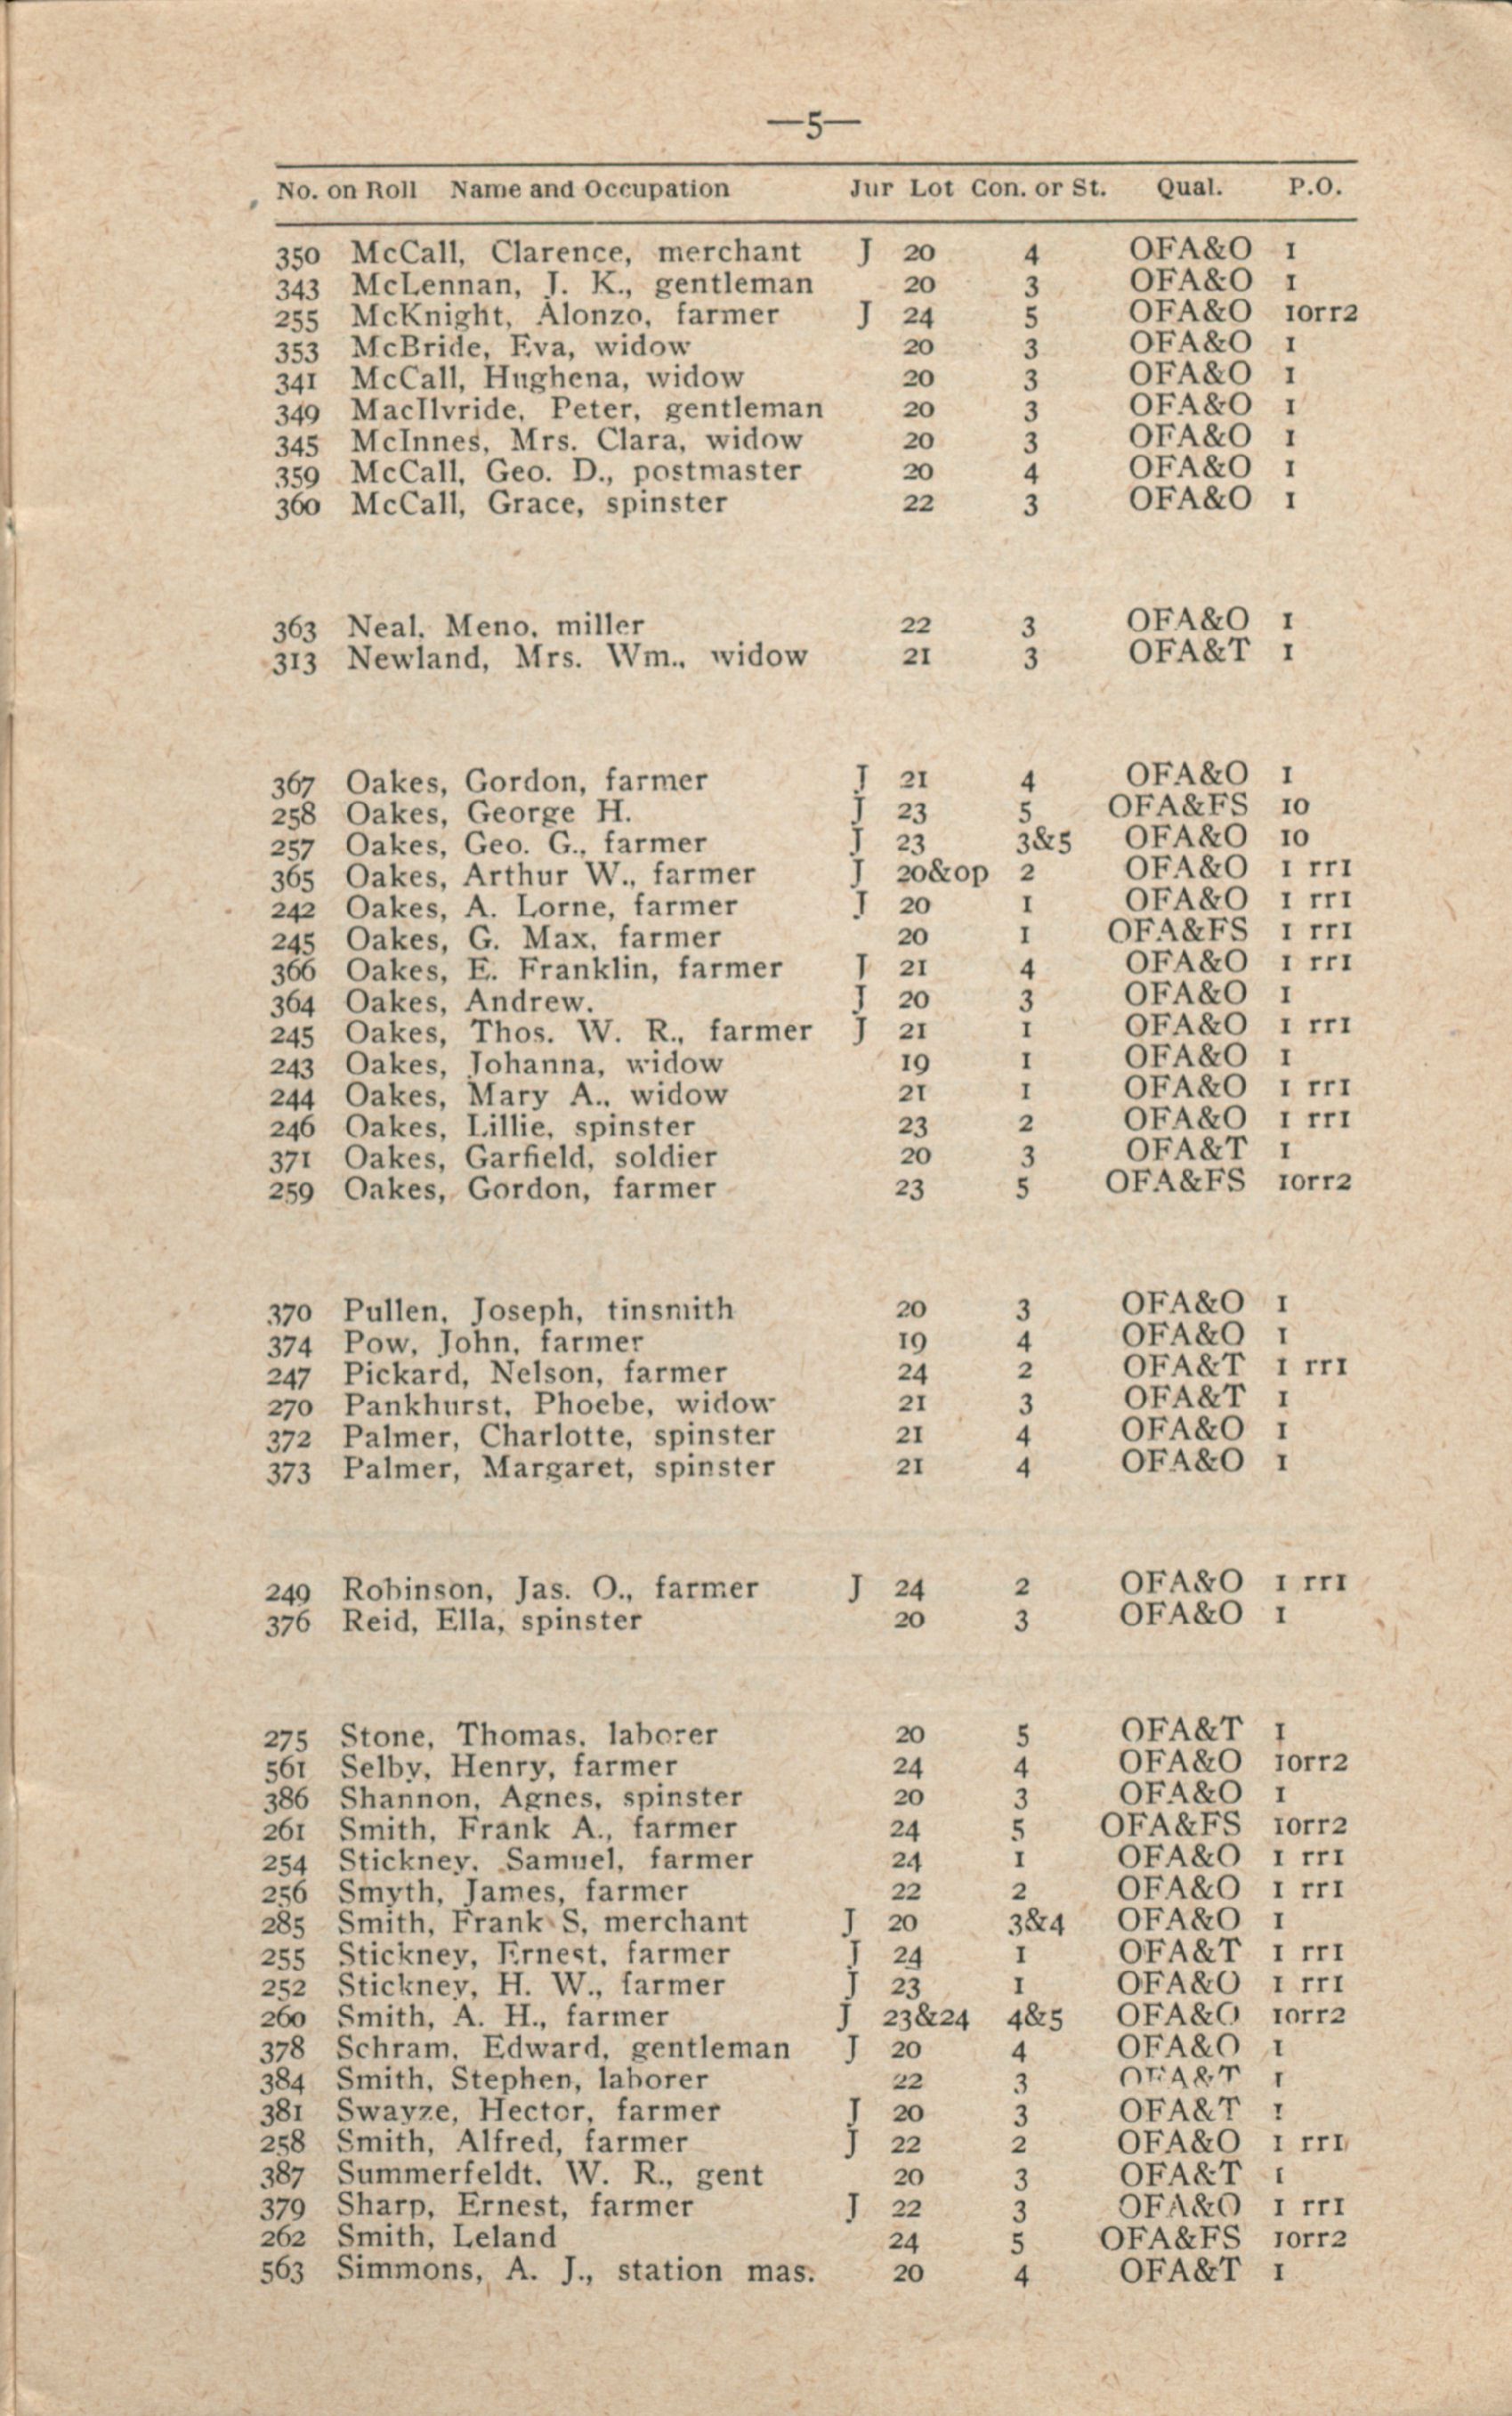 —5—
No. on Roll Name and Occupation Jur Lot Con. or St. Qual. P.O.
350 McCall, Clarence, merchant J 20 4 OFA&O 1
343 McLennan, J. K., gentleman 20 3 OFA&O 1
255 McKnight, Alonzo, farmer J 24 5 OFA&O 10rr2
353 McBride, Eva, widow 20 3 OFA&O 1
341 McCall, Hughena, widow 20 3 OFA&O 1
349 MacIlvride, Peter, gentleman 20 3 OFA&O 1
345 McInnes, Mrs. Clara, widow 20 3 OFA&O 1
359 McCall, Geo. D., postmaster 20 4 OFA&O 1
360 McCall, Grace, spinster 22 3 OFA&O 1
363 Neal, Meno, miller 22 3 OFA&O 1
313 Newland, Mrs. Wm., widow 21 3 OFA&T 1
367 Oakes, Gordon, farmer J 21 4 OFA&O 1
258 Oakes, George H. J 23 5 OFA&FS 10
257 Oakes, Geo. G., farmer J 23 3&5 OFA&O 10
365 Oakes, Arthur W., farmer J 20&op 2 OFA&O 1 rr1
242 Oakes, A. Lorne, farmer J 20 1 OFA&O 1 rr1
245 Oakes, G. Max, farmer 20 1 OFA&FS 1 rr1
366 Oakes, E. Franklin, farmer J 21 4 OFA&O 1 rr1
364 Oakes, Andrew. J 20 3 OFA&O 1
245 Oakes, Thos. W. R., farmer J 21 1 OFA&O 1 rr1
243 Oakes, Johanna, widow 19 1 OFA&O 1
244 Oakes, Mary A., widow 21 1 OFA&O 1 rr1
246 Oakes, Lillie, spinster 23 2 OFA&O 1 rr1
371 Oakes, Garfield, soldier 20 3 OFA&T 1
259 Oakes, Gordon, farmer 23 5 OFA&FS 10rr2
370 Pullen, Joseph, tinsmith 20 3 OFA&O 1
374 Pow, John, farmer 19 4 OFA&O 1
247 Pickard, Nelson, farmer 24 2 OFA&T 1 rr1
270 Pankhurst, Phoebe, widow 21 3 OFA&T 1
372 Palmer, Charlotte, spinster 21 4 OFA&O 1
373 Palmer, Margaret, spinster 21 4 OFA&O 1
249 Robinson, Jas. O., farmer J 24 2 OFA&O 1 rr1
376 Reid, Ella, spinster 20 3 OFA&O 1
275 Stone, Thomas, laborer 20 5 OFA&T 1
561 Selby, Henry, farmer 24 4 OFA&O 10rr2
386 Shannon, Agnes, spinster 20 3 OFA&O 1
261 Smith, Frank A., farmer 24 5 OFA&FS 10rr2
254 Stickney, Samuel, farmer 24 1 OFA&O 1 rr1
256 Smyth, James, farmer 22 2 OFA&O 1 rr1
285 Smith, Frank S, merchant J 20 3&4 OFA&O 1
255 Stickney, Ernest, farmer J 24 1 OFA&T 1 rr1
252 Stickney, H. W., farmer J 23 1 OFA&O 1 rr1
260 Smith, A. H., farmer J 23&24 4&5 OFA&O 10rr2
378 Schram, Edward, gentleman J 20 4 OFA&O 1
384 Smith, Stephen, laborer 22 3 OFA&T 1
381 Swayze, Hector, farmer J 20 3 OFA&T 1
258 Smith, Alfred, farmer J 22 2 OFA&O 1 rr1
387 Summerfeldt. W. R., gent 20 3 OFA&T 1
379 Sharp, Ernest, farmer J 22 3 OFA&O 1 rr1
262 Smith, Leland 24 5 OFA&FS 10rr2
563 Simmons, A. J., station mas. 20 4 OFA&T 1